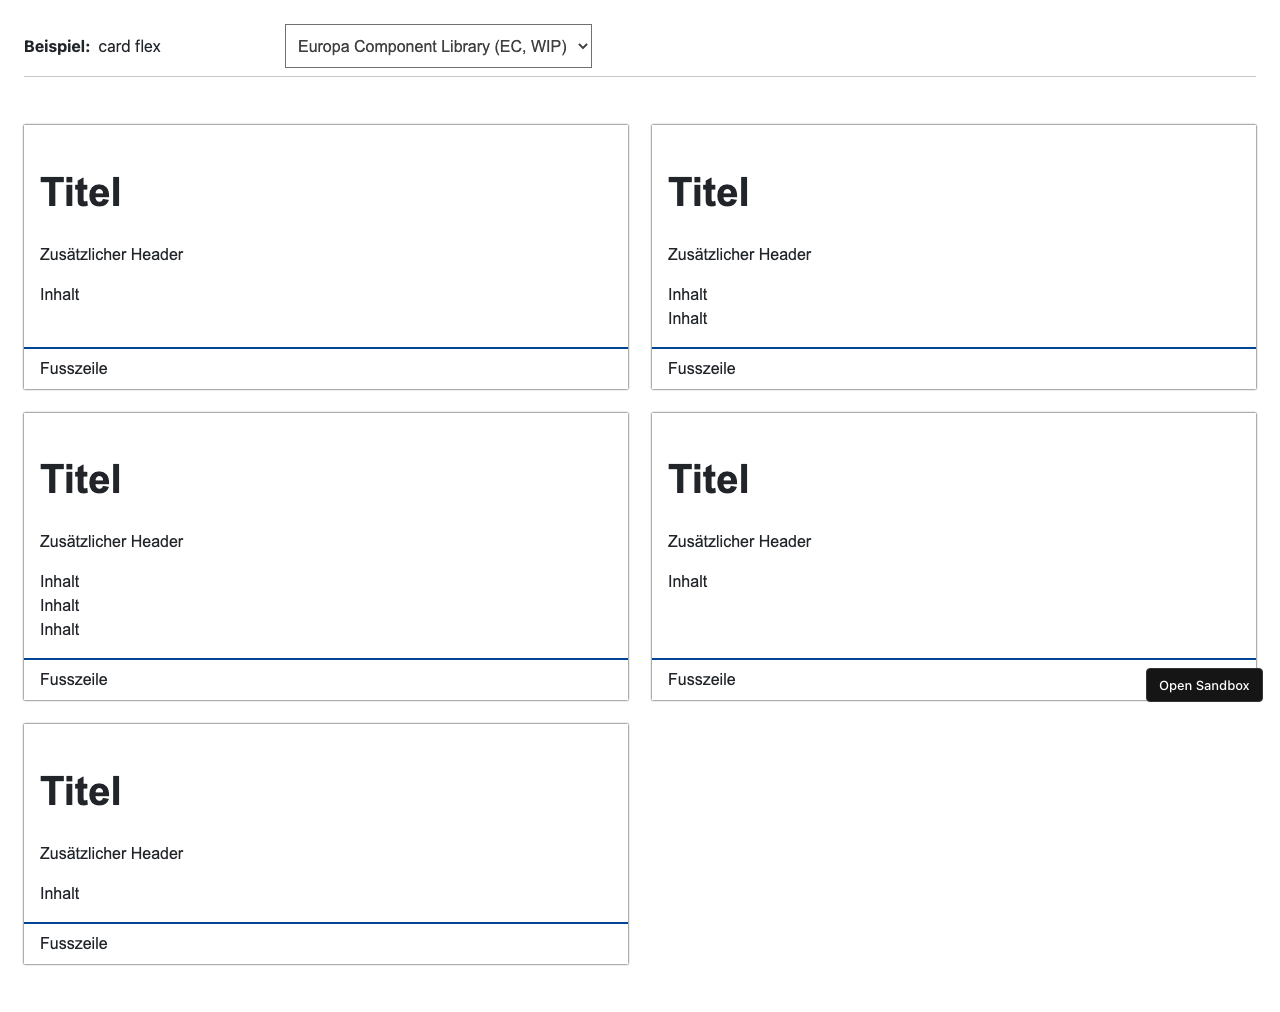 Beispiel: card flex
Europa Component Library (EC, WIP)
Titel
Zusätzlicher Header
Inhalt
Fusszeile
Titel
Zusätzlicher Header
Inhalt
Inhalt
Fusszeile
Titel
Zusätzlicher Header
Inhalt
Inhalt
Inhalt
Fusszeile
Titel
Zusätzlicher Header
Inhalt
Fusszeile
Open Sandbox
Titel
Zusätzlicher Header
Inhalt
Fusszeile